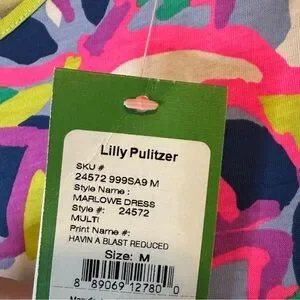 Lilly Pulitzer
SKU #
24572 999SA9 M
Style Name :
MARLOWE DRESS
Style #: 24572
MULTI
Print Name #:
HAVIN A BLAST REDUCED
Size: M
8 89069 12780 0